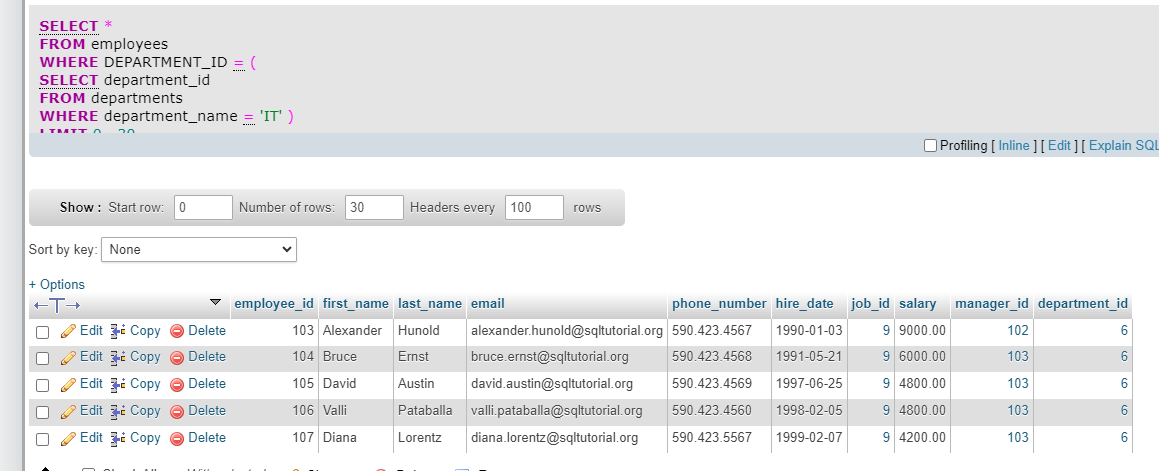 SELECT *
FROM employees
WHERE DEPARTMENT_ID = (
SELECT department_id
FROM departments
WHERE department_name = 'IT' )
LIMIT 0 , 30
Profiling [ Inline ] [ Edit ] [ Explain SQL
Show : Start row: 0 Number of rows: 30 Headers every 100 rows
Sort by key: None
+ Options
←T→ employee_id first_name last_name email phone_number hire_date job_id salary manager_id department_id
Edit Copy Delete 103 Alexander Hunold alexander.hunold@sqltutorial.org 590.423.4567 1990-01-03 9 9000.00 102 6
Edit Copy Delete 104 Bruce Ernst bruce.ernst@sqltutorial.org 590.423.4568 1991-05-21 9 6000.00 103 6
Edit Copy Delete 105 David Austin david.austin@sqltutorial.org 590.423.4569 1997-06-25 9 4800.00 103 6
Edit Copy Delete 106 Valli Pataballa valli.pataballa@sqltutorial.org 590.423.4560 1998-02-05 9 4800.00 103 6
Edit Copy Delete 107 Diana Lorentz diana.lorentz@sqltutorial.org 590.423.5567 1999-02-07 9 4200.00 103 6